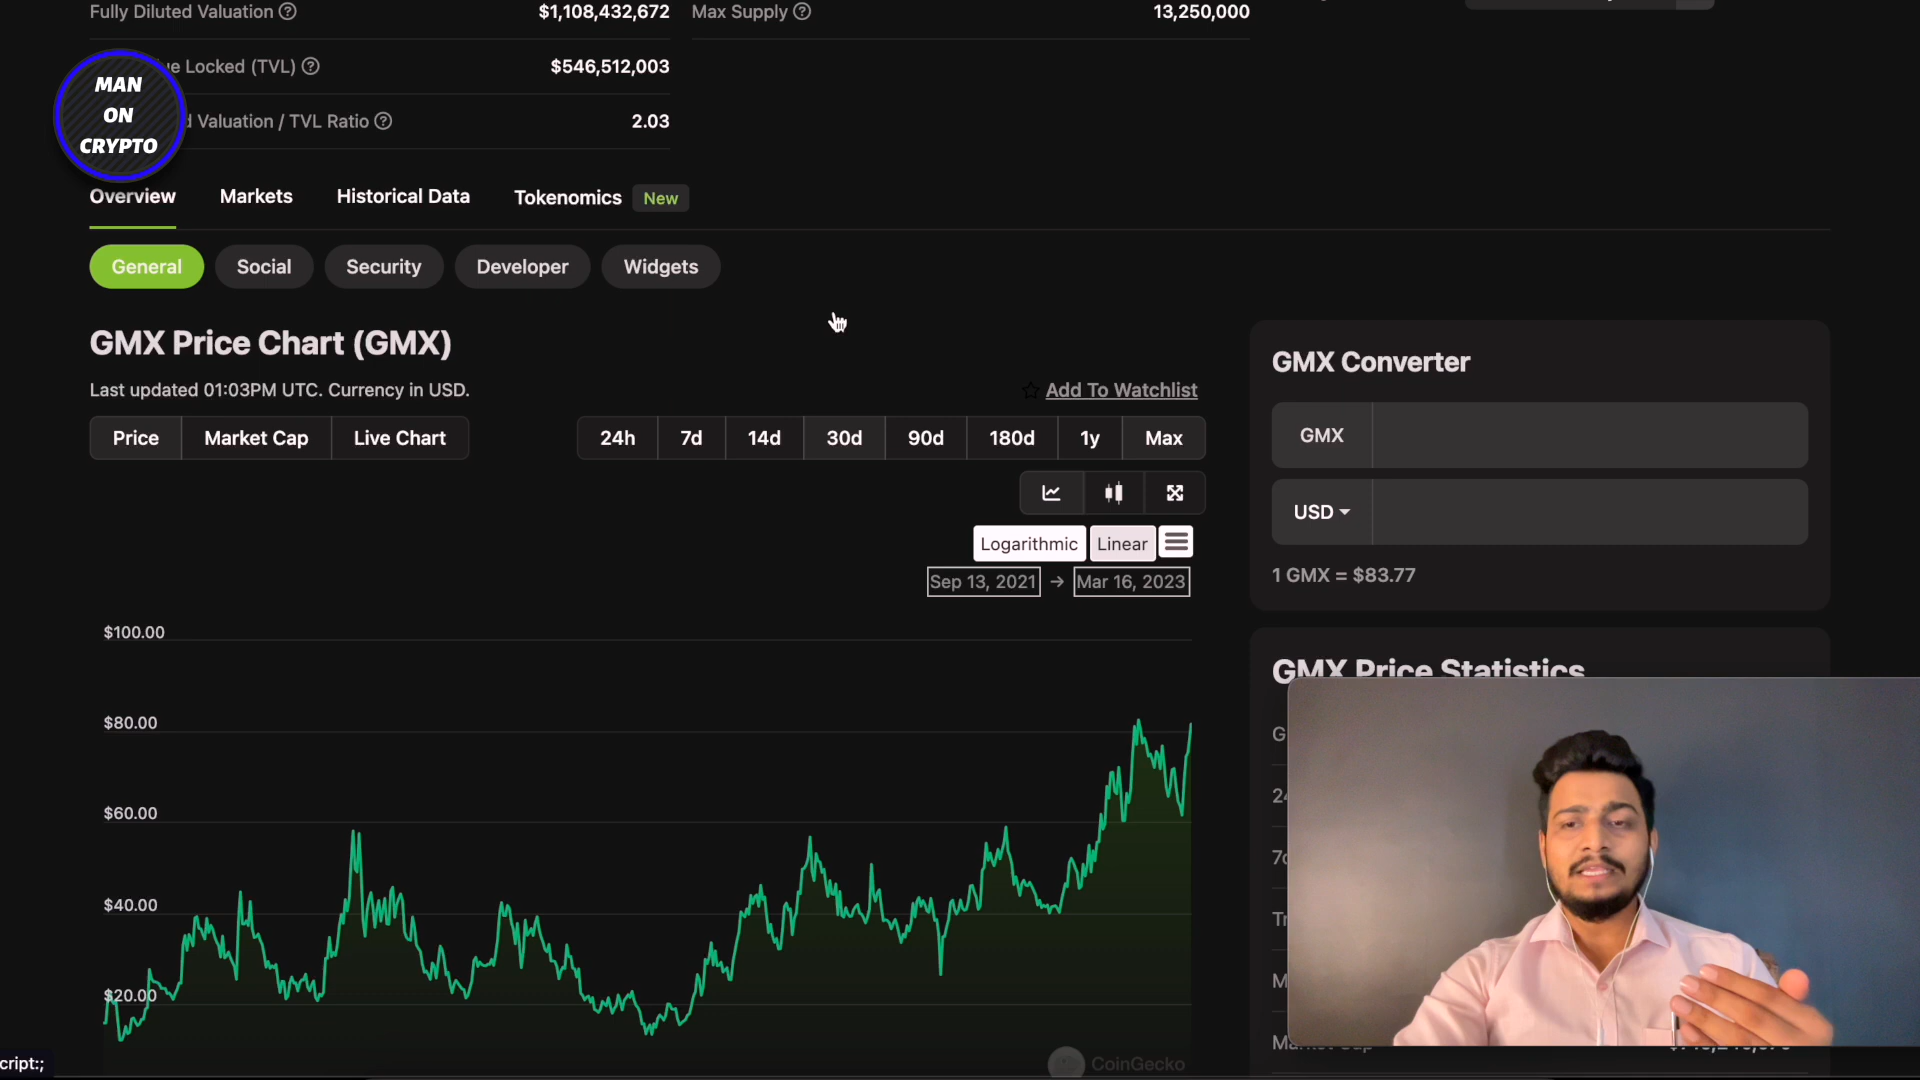 Fully Diluted Valuation
$1,108,432,672
Max Supply
13,250,000
MAN
ON
CRYPTO
Locked (TVL)
$546,512,003
Valuation / TVL Ratio
2.03
Overview
Markets
Historical Data
Tokenomics
New
General
Social
Security
Developer
Widgets
GMX Price Chart (GMX)
Last updated 01:03PM UTC. Currency in USD.
Add To Watchlist
Price
Market Cap
Live Chart
24h
7d
14d
30d
90d
180d
1y
Max
Logarithmic
Linear
Sep 13, 2021 → Mar 16, 2023
$100.00
$80.00
$60.00
$40.00
$20.00
CoinGecko
GMX Converter
GMX
USD
1 GMX = $83.77
GMX Price Statistics
cript:;